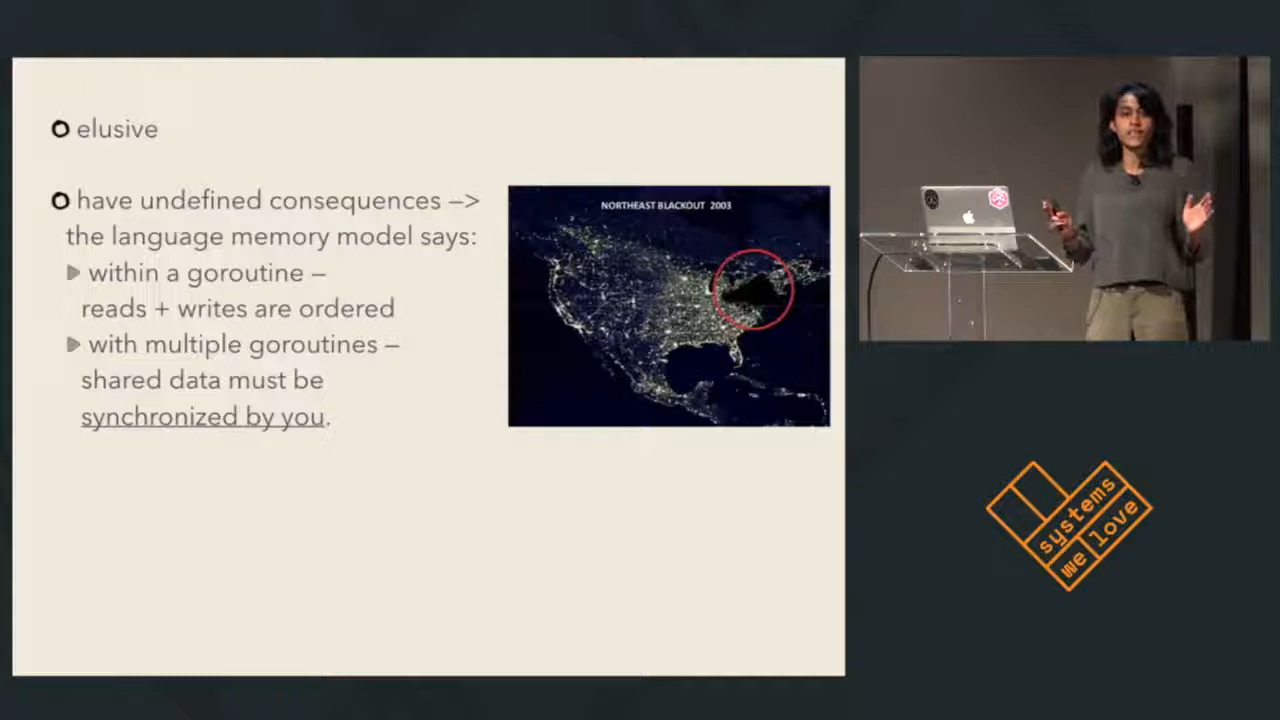 elusive
have undefined consequences —>
the language memory model says:
within a goroutine —
reads + writes are ordered
with multiple goroutines —
shared data must be
synchronized by you.
NORTHEAST BLACKOUT 2003
systems
we love